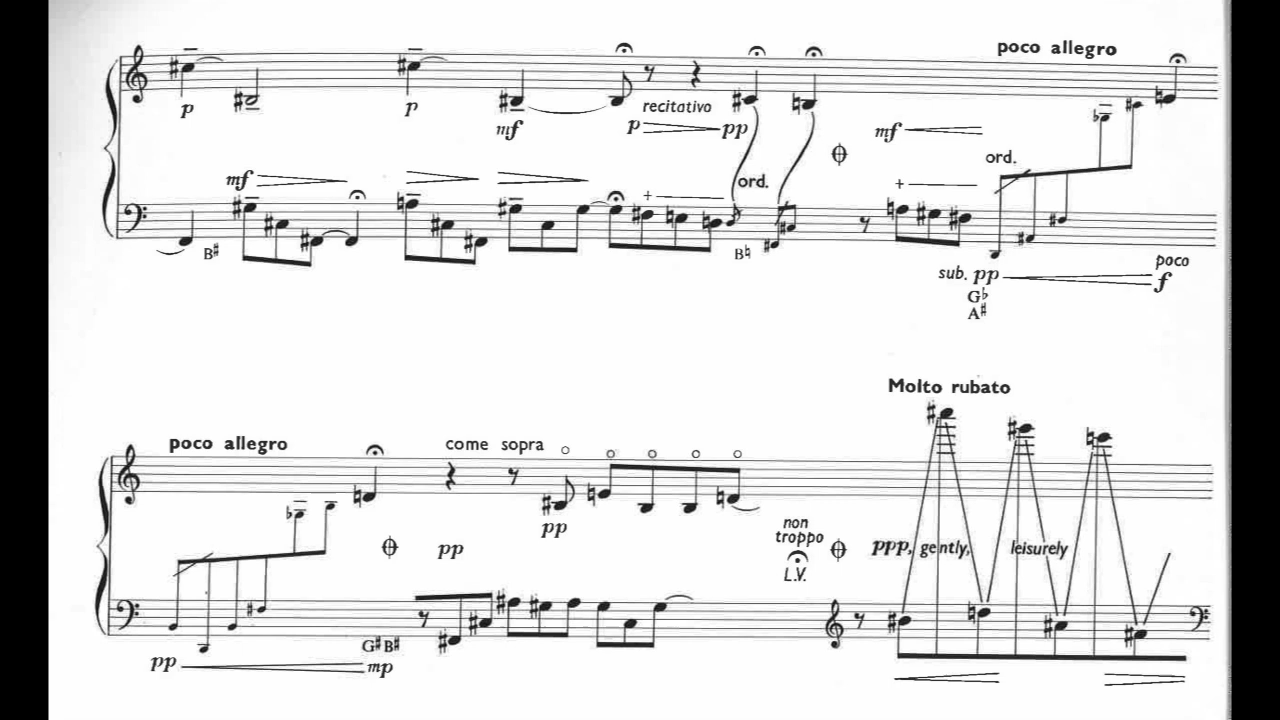 poco allegro
p
p
mf
recitativo
p
pp
mf
mf
ord.
ord.
B♯
B♮
sub. pp
poco
f
G♭
A♯
Molto rubato
poco allegro
come sopra
pp
pp
non
troppo
L.V.
ppp, gently, leisurely
G♯ B♯
pp
mp